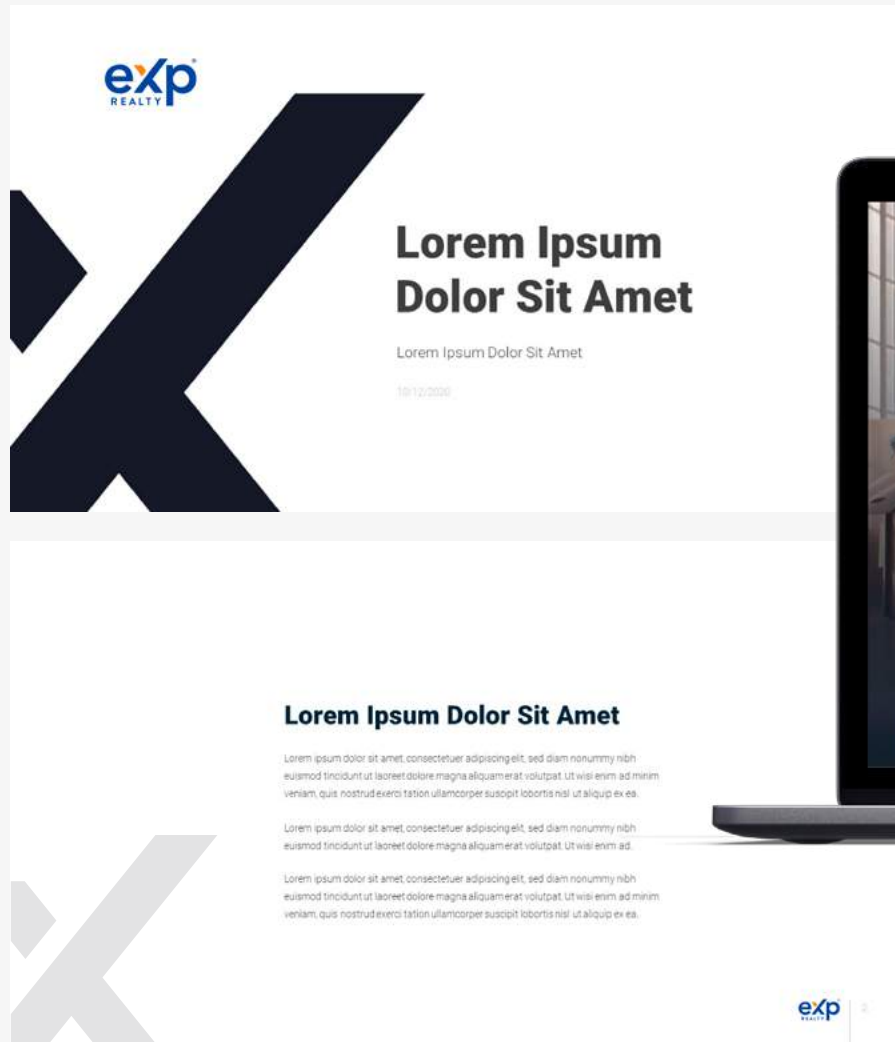 eXp®
REALTY
Lorem Ipsum
Dolor Sit Amet
Lorem Ipsum Dolor Sit Amet
10/12/2020
Lorem Ipsum Dolor Sit Amet
Lorem ipsum dolor sit amet, consectetuer adipiscing elit, sed diam nonummy nibh
euismod tincidunt ut laoreet dolore magna aliquam erat volutpat. Ut wisi enim ad minim
veniam, quis nostrud exerci tation ullamcorper suscipit lobortis nisl ut aliquip ex ea.
Lorem ipsum dolor sit amet, consectetuer adipiscing elit, sed diam nonummy nibh
euismod tincidunt ut laoreet dolore magna aliquam erat volutpat. Ut wisi enim ad.
Lorem ipsum dolor sit amet, consectetuer adipiscing elit, sed diam nonummy nibh
euismod tincidunt ut laoreet dolore magna aliquam erat volutpat. Ut wisi enim ad minim
veniam, quis nostrud exerci tation ullamcorper suscipit lobortis nisl ut aliquip ex ea.
eXp
REALTY